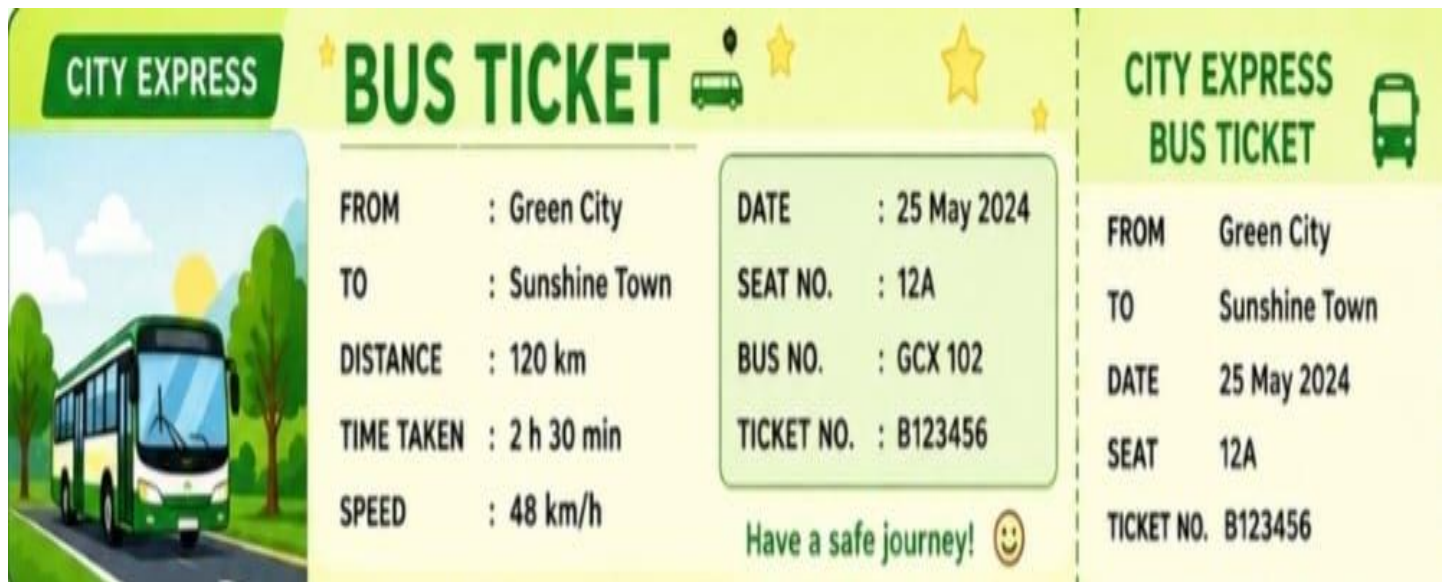 CITY EXPRESS
BUS TICKET
FROM : Green City
TO : Sunshine Town
DISTANCE : 120 km
TIME TAKEN : 2 h 30 min
SPEED : 48 km/h
DATE : 25 May 2024
SEAT NO. : 12A
BUS NO. : GCX 102
TICKET NO. : B123456
Have a safe journey!
CITY EXPRESS
BUS TICKET
FROM Green City
TO Sunshine Town
DATE 25 May 2024
SEAT 12A
TICKET NO. B123456